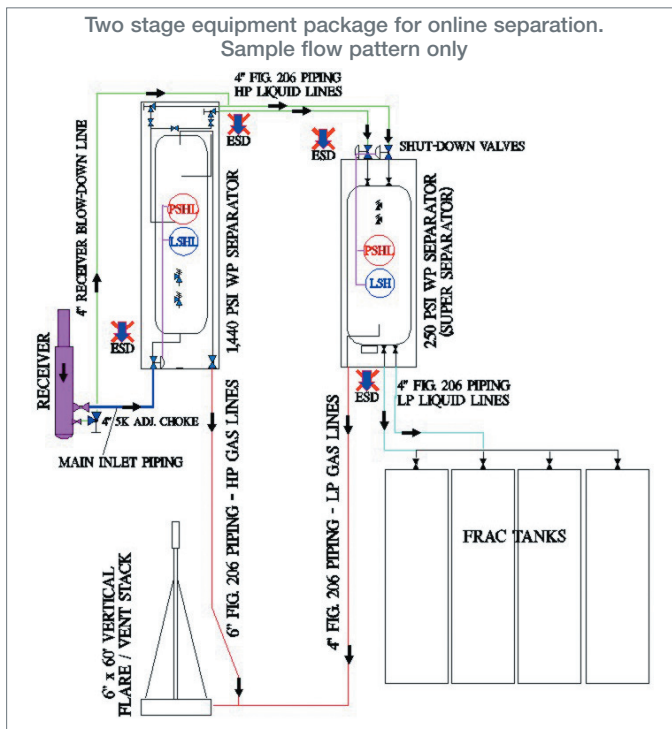 Two stage equipment package for online separation.
Sample flow pattern only
4" FIG. 206 PIPING
HP LIQUID LINES
ESD
ESD
SHUT-DOWN VALVES
4" RECEIVER BLOW-DOWN LINE
PSHL
LSHL
1,440 PSI WP SEPARATOR
PSHL
LSH
250 PSI WP SEPARATOR
(SUPER SEPARATOR)
ESD
RECEIVER
4" 5K ADJ. CHOKE
MAIN INLET PIPING
ESD
4" FIG. 206 PIPING
LP LIQUID LINES
6" FIG. 206 PIPING - HP GAS LINES
4" FIG. 206 PIPING - LP GAS LINES
FRAC TANKS
6" x 60' VERTICAL
FLARE / VENT STACK